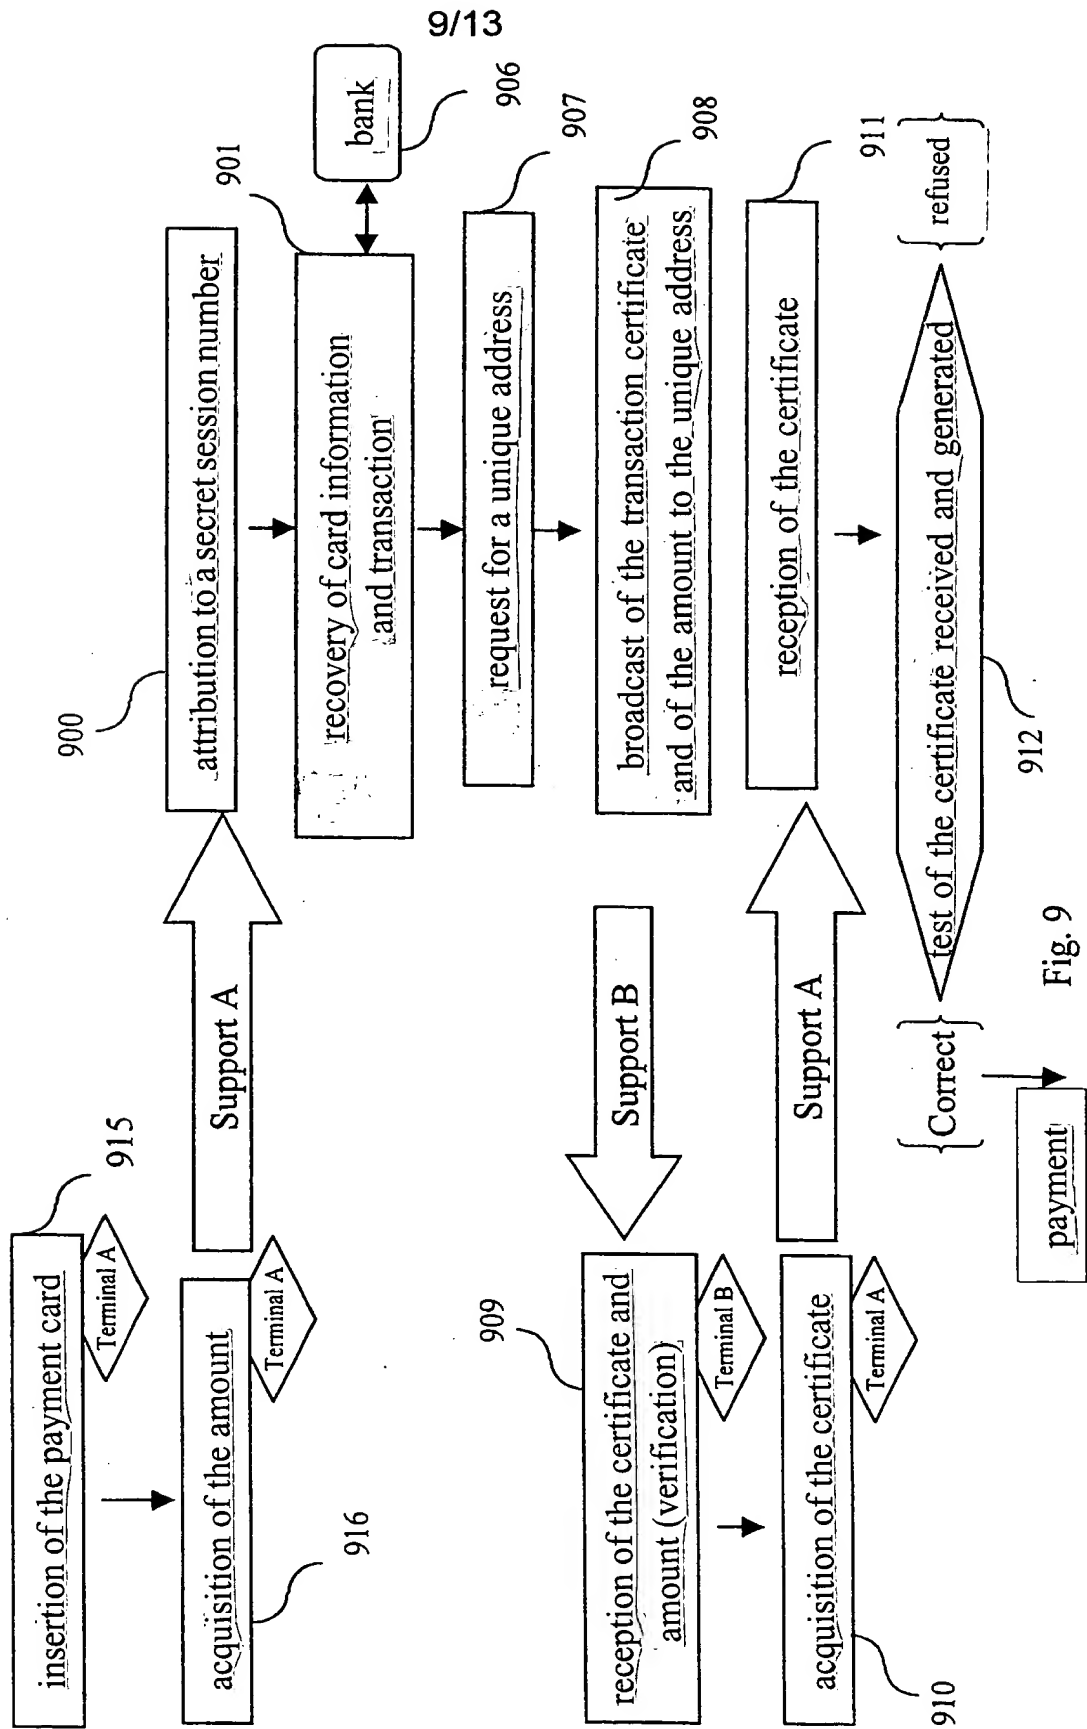 9/13
insertion of the payment card
915
Terminal A
acquisition of the amount
916
Terminal A
Support A
900
attribution to a secret session number
901
recovery of card information
and transaction
bank
906
907
request for a unique address
908
broadcast of the transaction certificate
and of the amount to the unique address
Support B
909
reception of the certificate and
amount (verification)
Terminal B
acquisition of the certificate
910
Terminal A
Support A
911
reception of the certificate
test of the certificate received and generated
912
refused
Correct
payment
Fig. 9